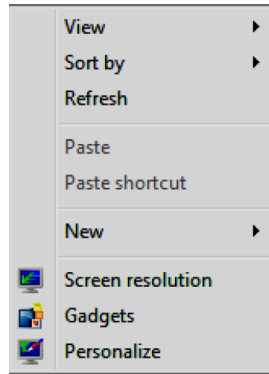 View
Sort by
Refresh
Paste
Paste shortcut
New
Screen resolution
Gadgets
Personalize